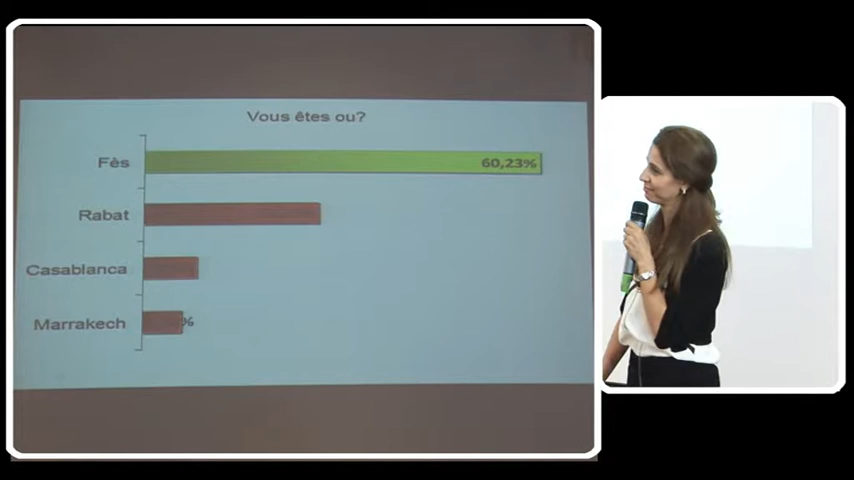 Vous êtes ou?
Fès
60,23%
Rabat
Casablanca
Marrakech
%